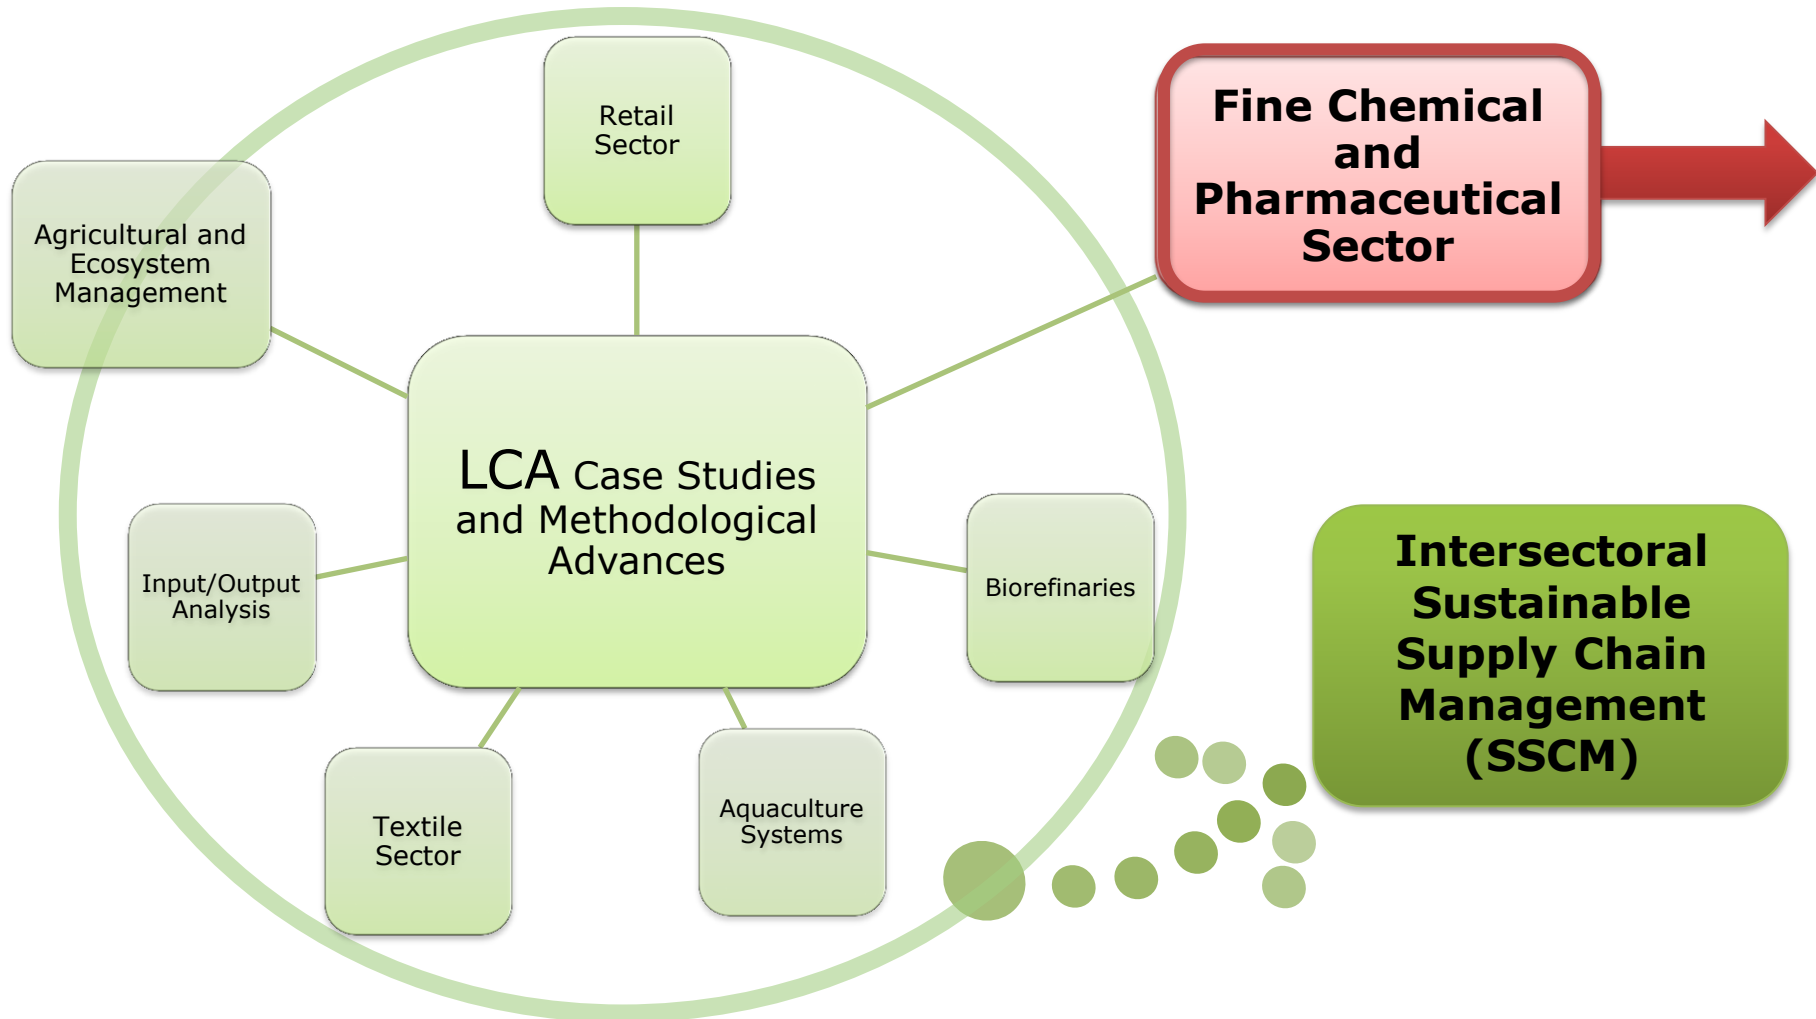 Retail
Sector
Fine Chemical
and
Pharmaceutical
Sector
Agricultural and
Ecosystem
Management
LCA Case Studies
and Methodological
Advances
Input/Output
Analysis
Biorefinaries
Intersectoral
Sustainable
Supply Chain
Management
(SSCM)
Textile
Sector
Aquaculture
Systems